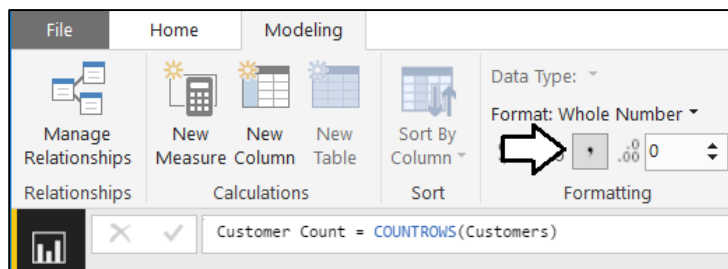 File Home Modeling
Data Type:
Format: Whole Number
Manage Relationships
New Measure
New Column
New Table
Sort By Column
, .0 .00 0
Relationships Calculations Sort Formatting
Customer Count = COUNTROWS(Customers)